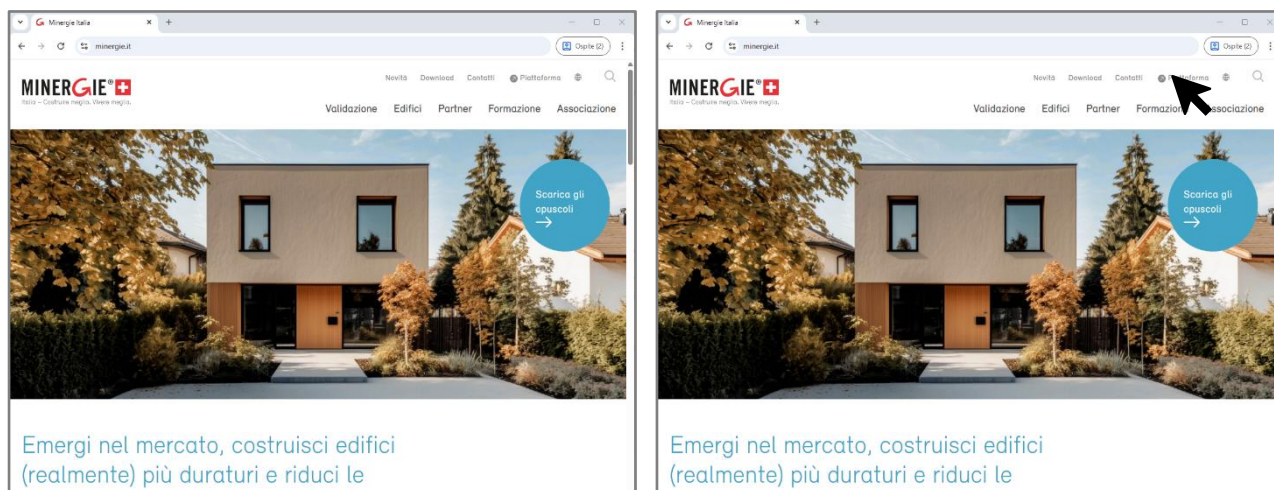 Minergie Italia
minergie.it
Ospite (2)
MINERGIE®
Italia – Costruire meglio. Vivere meglio.
Novità Download Contatti Piattaforma
Validazione Edifici Partner Formazione Associazione
Scarica gli
opuscoli
Emergi nel mercato, costruisci edifici
(realmente) più duraturi e riduci le
Minergie Italia
minergie.it
Ospite (2)
MINERGIE®
Italia – Costruire meglio. Vivere meglio.
Novità Download Contatti Piattaforma
Validazione Edifici Partner Formazione Associazione
Scarica gli
opuscoli
Emergi nel mercato, costruisci edifici
(realmente) più duraturi e riduci le